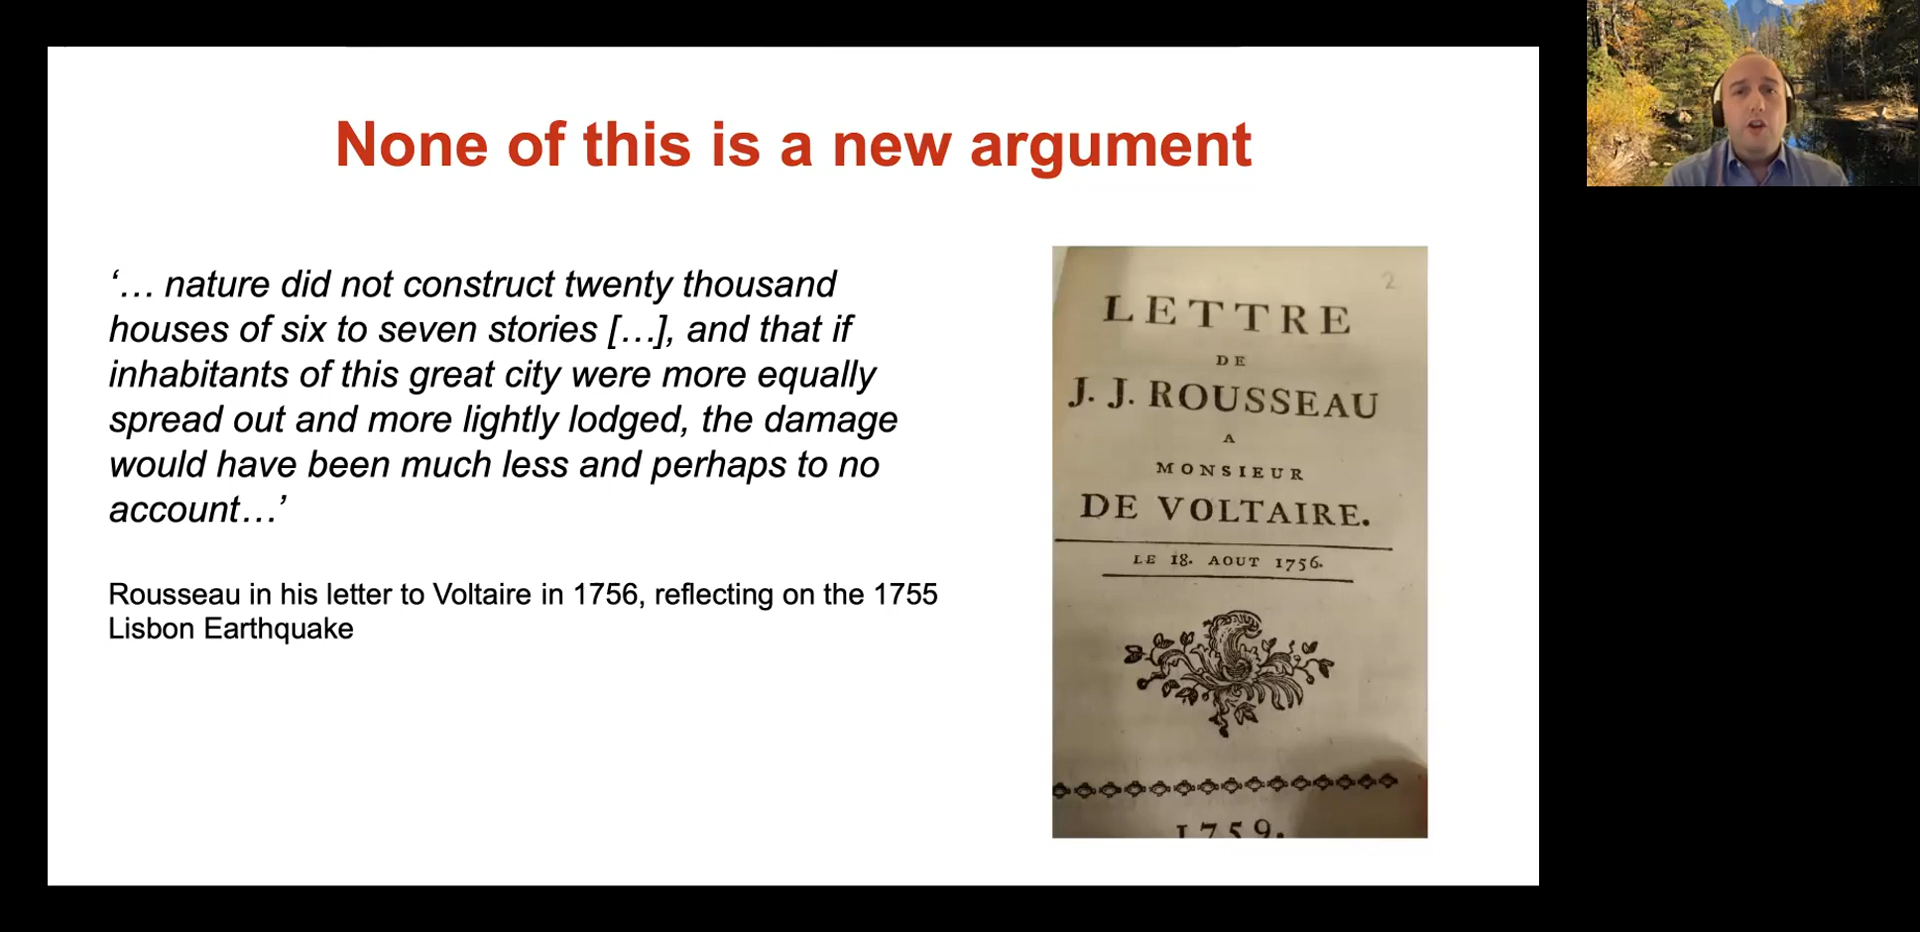 None of this is a new argument
‘… nature did not construct twenty thousand
houses of six to seven stories […], and that if
inhabitants of this great city were more equally
spread out and more lightly lodged, the damage
would have been much less and perhaps to no
account…’
Rousseau in his letter to Voltaire in 1756, reflecting on the 1755
Lisbon Earthquake
2
LETTRE
DE
J. J. ROUSSEAU
A
MONSIEUR
DE VOLTAIRE.
LE 18. AOUT 1756.
1759.